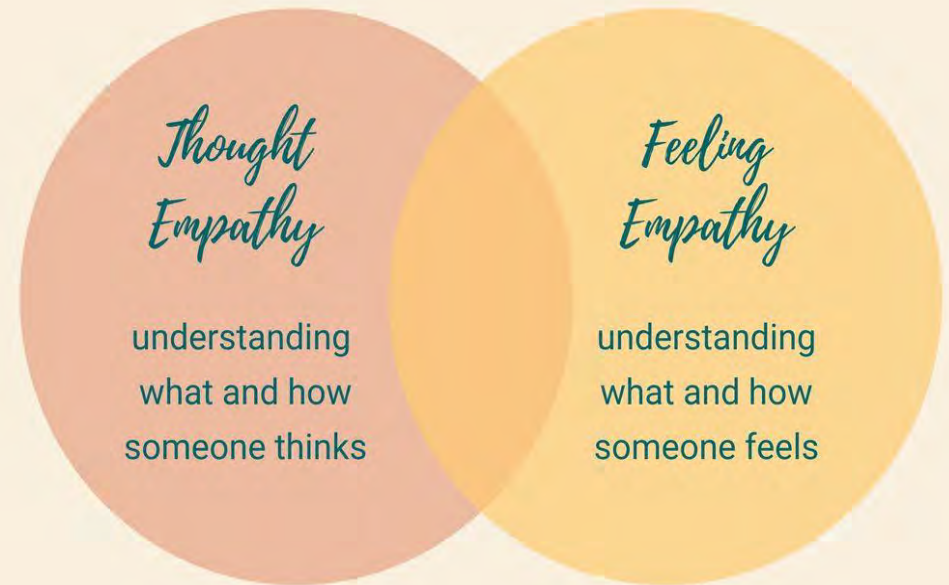 Thought
Empathy
understanding
what and how
someone thinks
Feeling
Empathy
understanding
what and how
someone feels